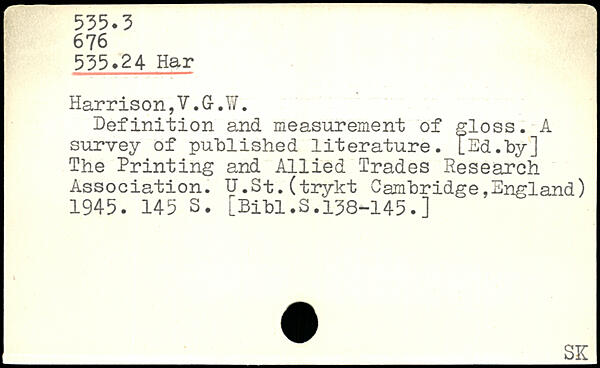 535.3
676
535.24 Har
Harrison,V.G.W.
Definition and measurement of gloss. A
survey of published literature. [Ed.by]
The Printing and Allied Trades Research
Association. U.St.(trykt Cambridge,England)
1945. 145 S. [Bibl.S.138-145.]
SK